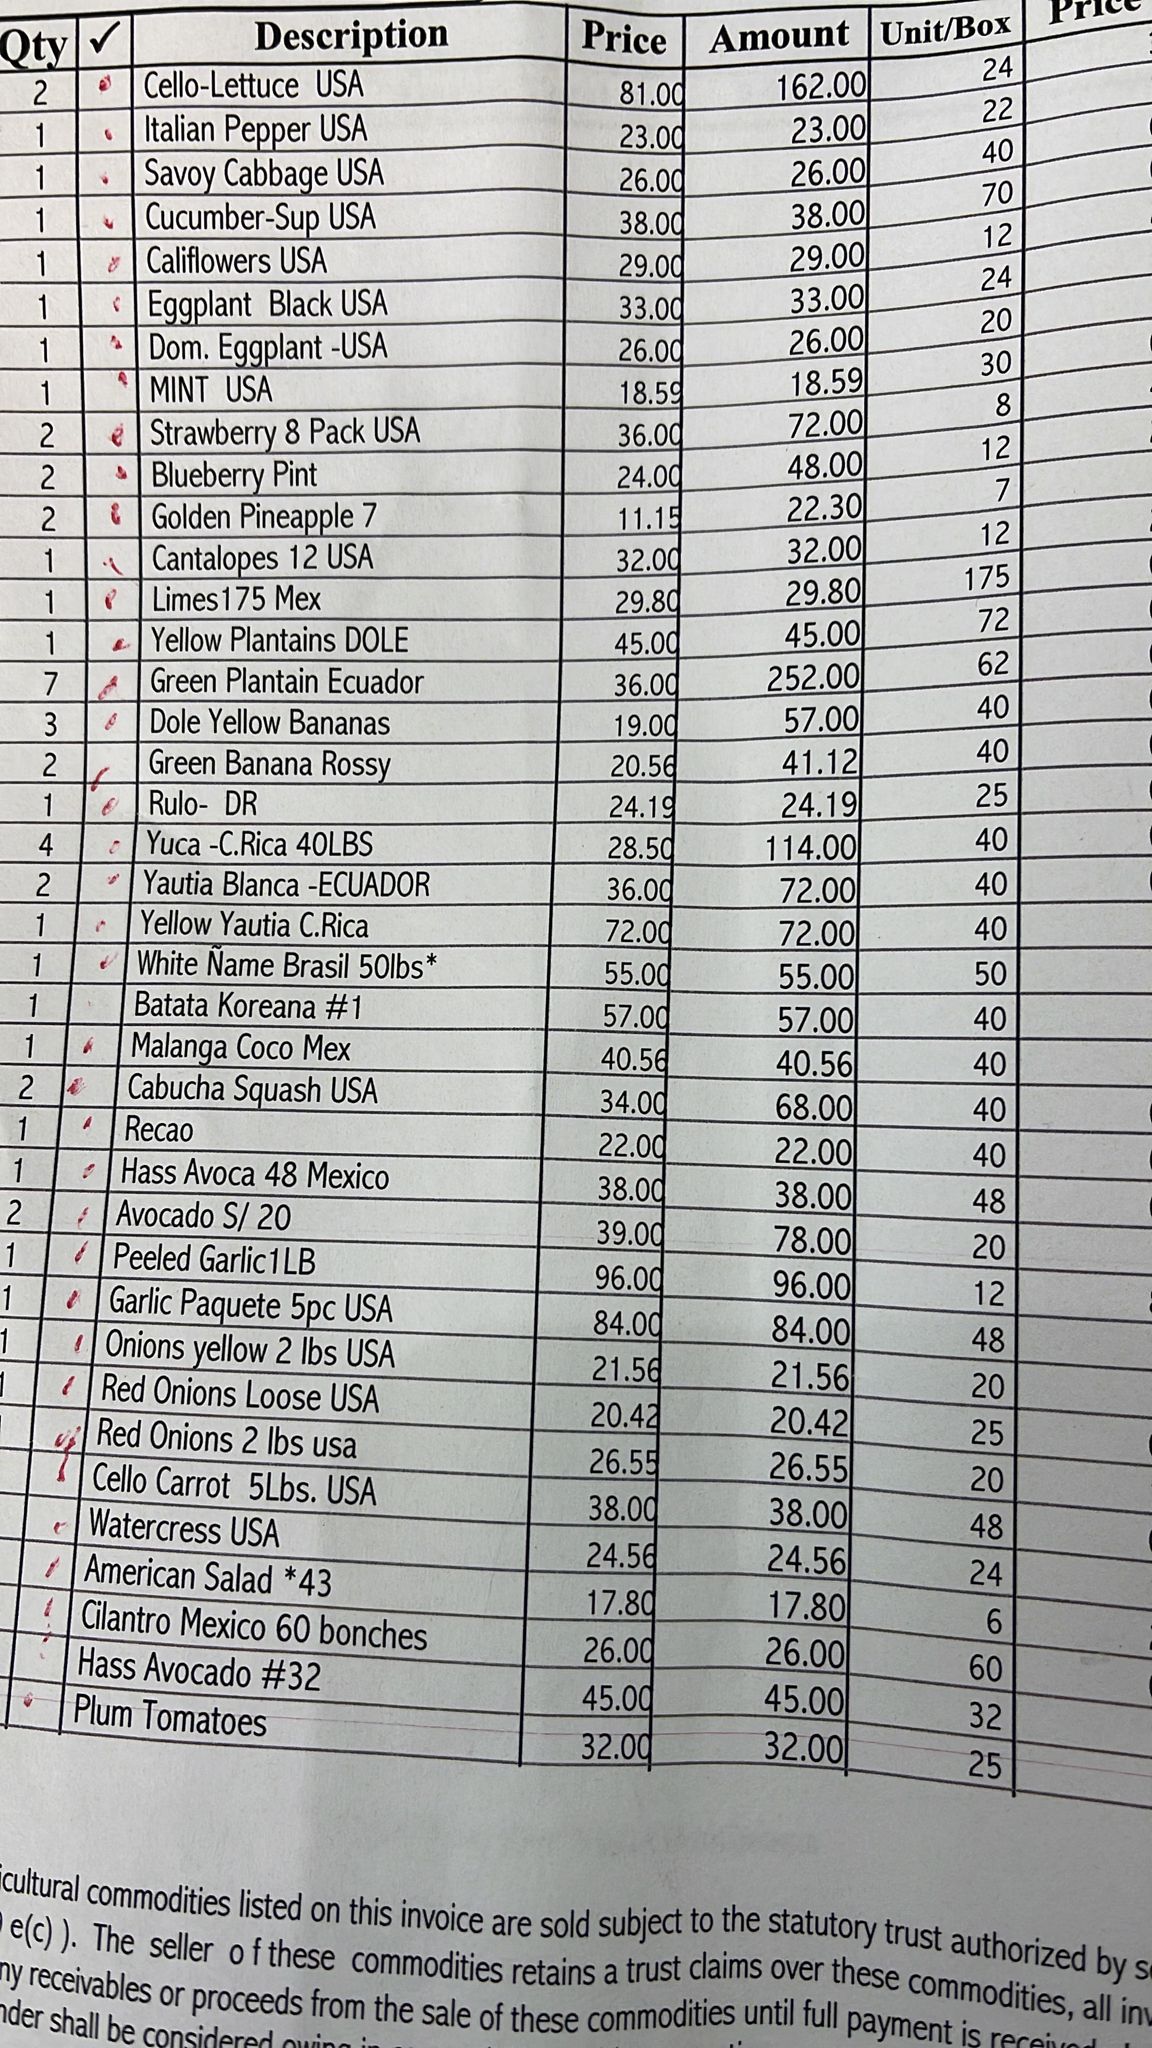 Qty ✓ Description Price Amount Unit/Box Price
2 Cello-Lettuce USA 81.00 162.00 24
1 Italian Pepper USA 23.00 23.00 22
1 Savoy Cabbage USA 26.00 26.00 40
1 Cucumber-Sup USA 38.00 38.00 70
1 Califlowers USA 29.00 29.00 12
1 Eggplant Black USA 33.00 33.00 24
1 Dom. Eggplant -USA 26.00 26.00 20
1 MINT USA 18.59 18.59 30
2 Strawberry 8 Pack USA 36.00 72.00 8
2 Blueberry Pint 24.00 48.00 12
2 Golden Pineapple 7 11.15 22.30 7
1 Cantalopes 12 USA 32.00 32.00 12
1 Limes175 Mex 29.80 29.80 175
1 Yellow Plantains DOLE 45.00 45.00 72
7 Green Plantain Ecuador 36.00 252.00 62
3 Dole Yellow Bananas 19.00 57.00 40
2 Green Banana Rossy 20.56 41.12 40
1 Rulo- DR 24.19 24.19 25
4 Yuca -C.Rica 40LBS 28.50 114.00 40
2 Yautia Blanca -ECUADOR 36.00 72.00 40
1 Yellow Yautia C.Rica 72.00 72.00 40
1 White Ñame Brasil 50lbs* 55.00 55.00 50
1 Batata Koreana #1 57.00 57.00 40
1 Malanga Coco Mex 40.56 40.56 40
2 Cabucha Squash USA 34.00 68.00 40
1 Recao 22.00 22.00 40
1 Hass Avoca 48 Mexico 38.00 38.00 48
2 Avocado S/ 20 39.00 78.00 20
1 Peeled Garlic1LB 96.00 96.00 12
1 Garlic Paquete 5pc USA 84.00 84.00 48
1 Onions yellow 2 lbs USA 21.56 21.56 20
1 Red Onions Loose USA 20.42 20.42 25
Red Onions 2 lbs usa 26.55 26.55 20
Cello Carrot 5Lbs. USA 38.00 38.00 48
Watercress USA 24.56 24.56 24
American Salad *43 17.80 17.80 6
Cilantro Mexico 60 bonches 26.00 26.00 60
Hass Avocado #32 45.00 45.00 32
Plum Tomatoes 32.00 32.00 25
icultural commodities listed on this invoice are sold subject to the statutory trust authorized by
e(c) ). The seller of these commodities retains a trust claims over these commodities, all inv
ny receivables or proceeds from the sale of these commodities until full payment is received
nder shall be considered owing